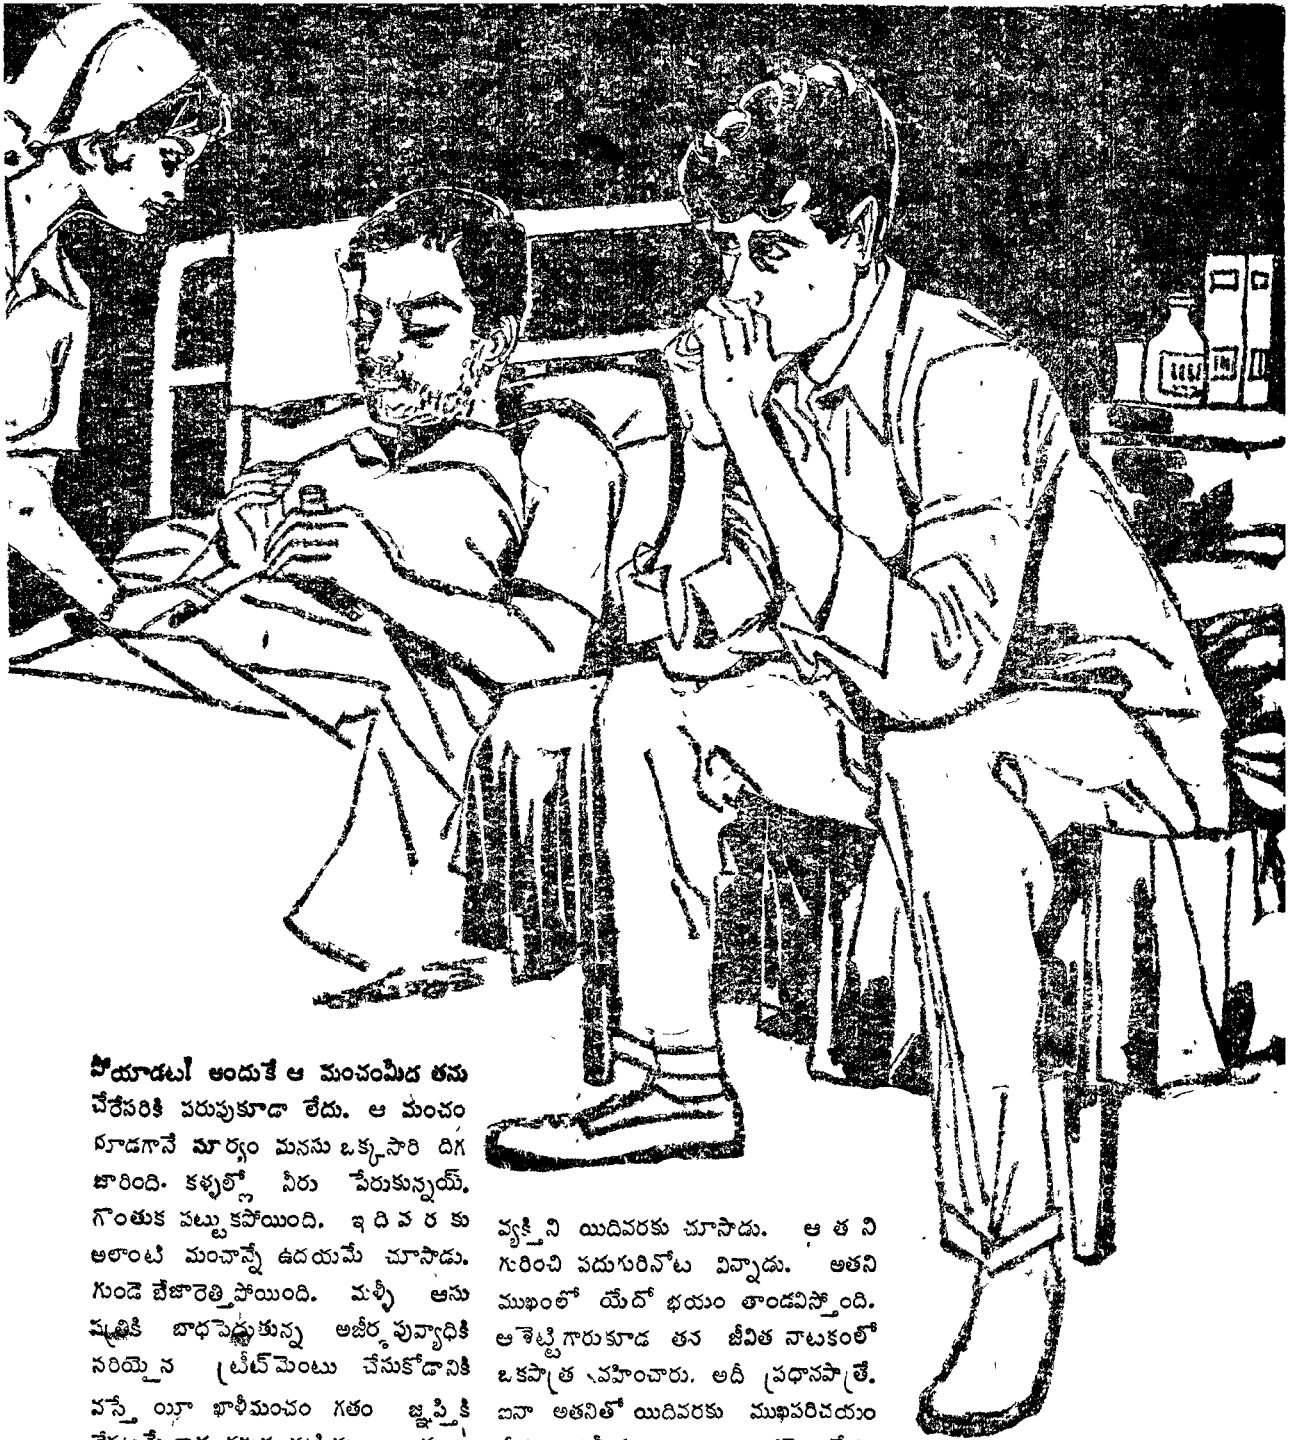 పోయాడట! అందుకే ఆ మంచంమీద తను
చేరేసరికి పరుపుకూడా లేదు. ఆ మంచం
చూడగానే సూర్యం మనసు ఒక్కసారి దిగ
జారింది. కళ్ళల్లో నీరు పేరుకున్నయ్.
గొంతుక పట్టుకపోయింది. ఇదివరకు
అలాంటి మంచాన్నే ఉదయమే చూసాడు.
గుండె బేజారెత్తిపోయింది. మళ్ళీ ఆసు
పత్రికి బాధపెడుతున్న అజీర్ణపువ్యాధికి
సరియైన ట్రీట్‌మెంటు చేసుకోడానికి
వస్తే యీ ఖాళీమంచం గతం జ్ఞప్తికి
వ్యక్తిని యిదివరకు చూసాడు. అతని
గురించి పదుగురినోట విన్నాడు. అతని
ముఖంలో యేదో భయం తాండవిస్తోంది.
ఆ శెట్టిగారుకూడ తన జీవిత నాటకంలో
ఒకపాత్ర వహించారు. అదీ ప్రధానపాత్రే.
ఐనా అతనితో యిదివరకు ముఖపరిచయం